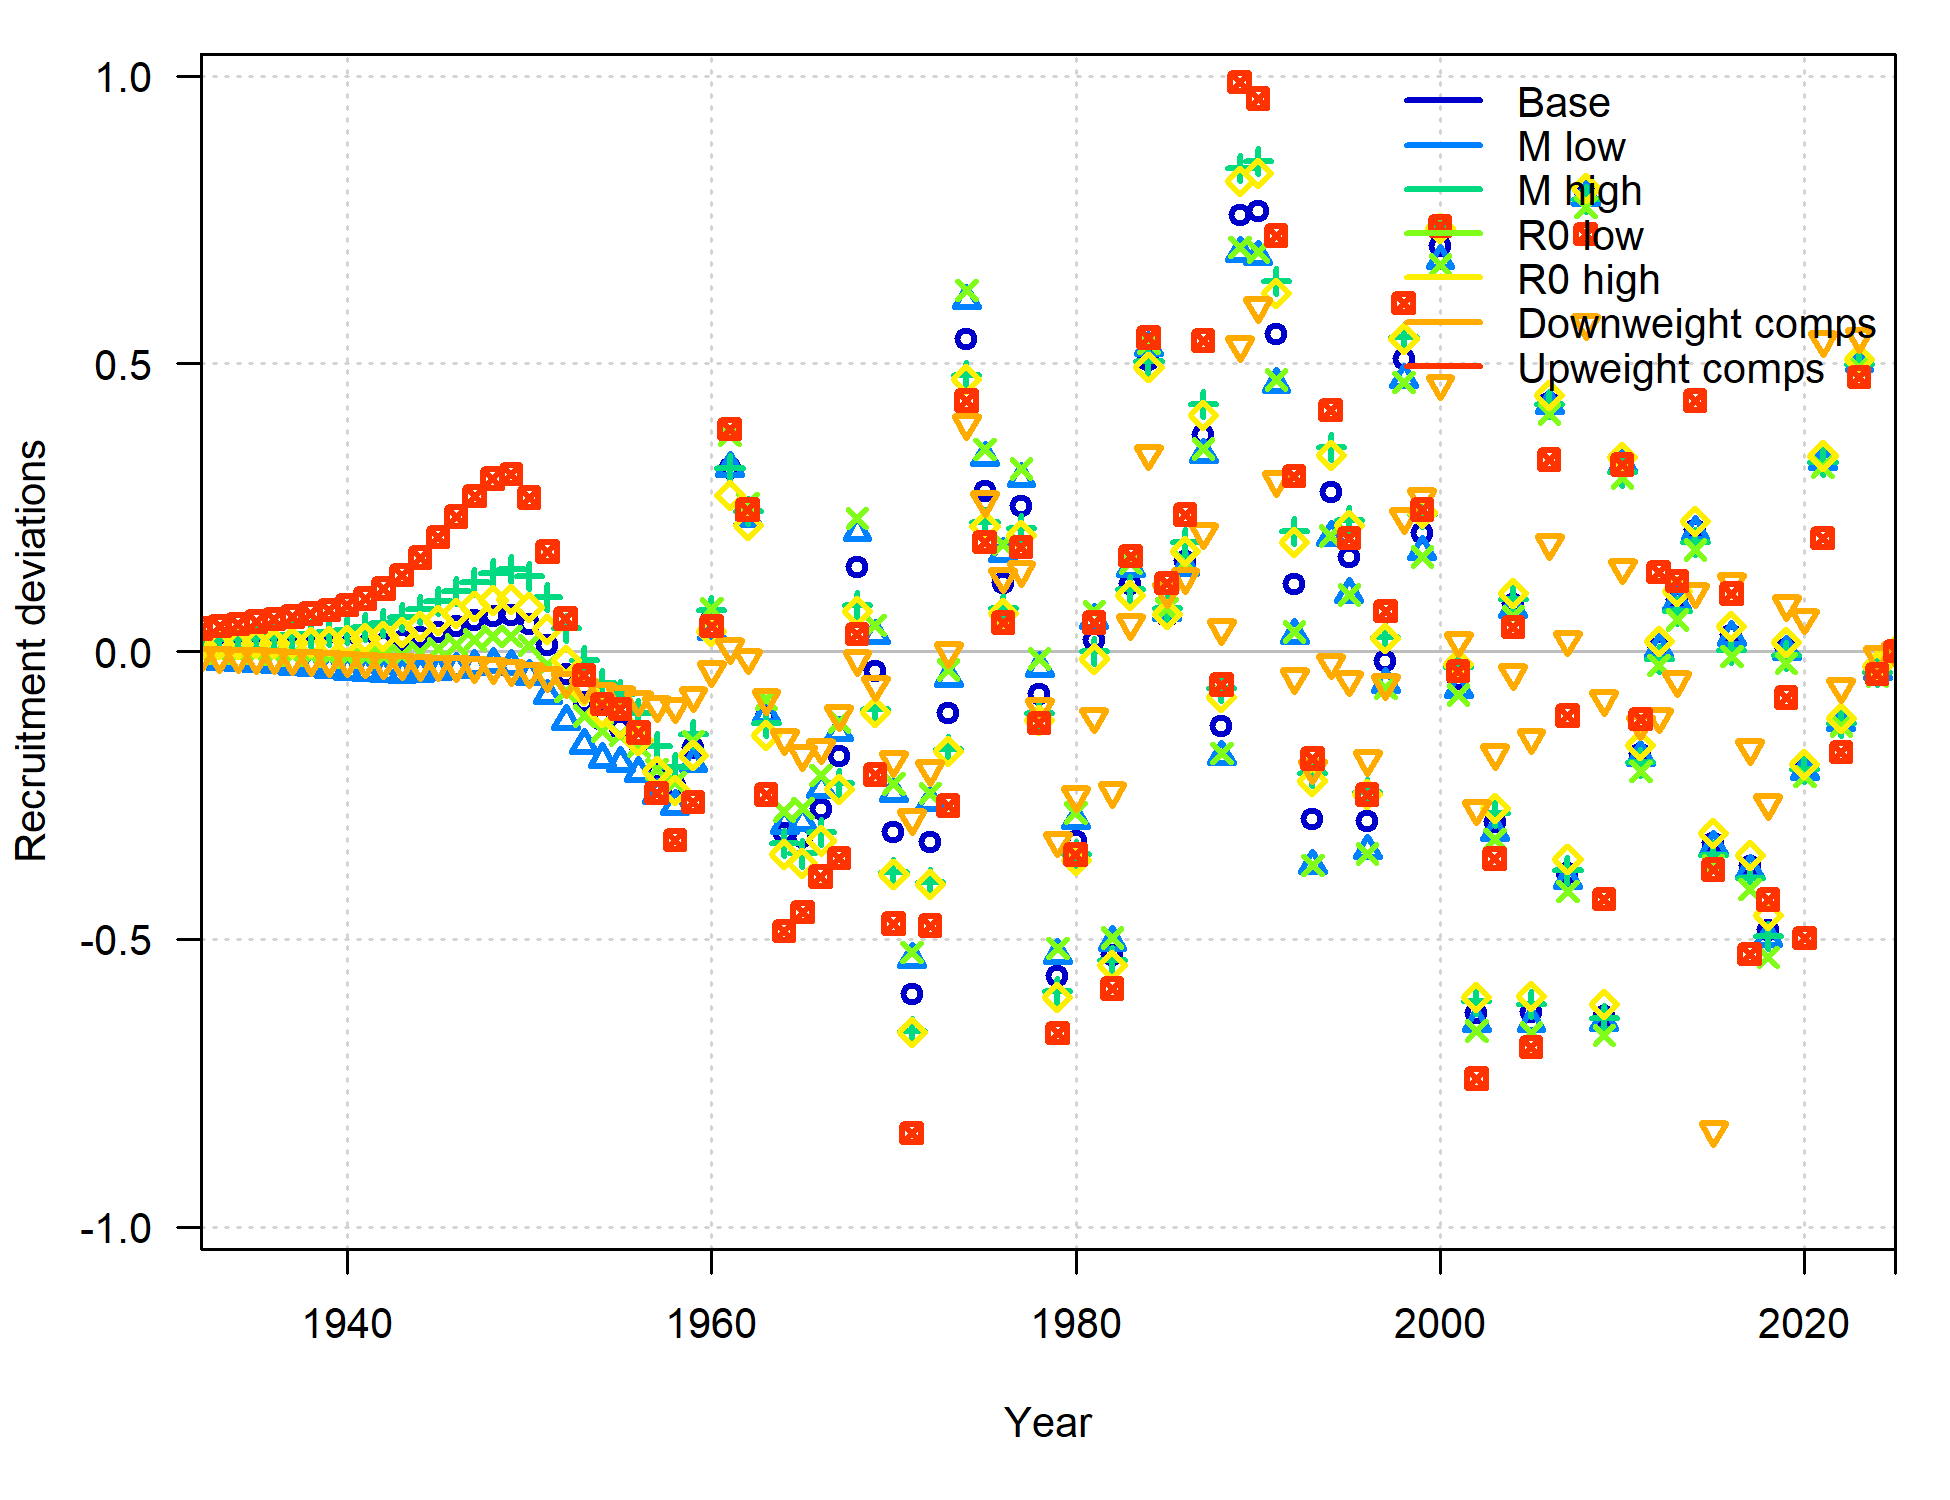 1.0
0.5
0.0
-0.5
-1.0
Recruitment deviations
Base
M low
M high
R0 low
R0 high
Downweight comps
Upweight comps
1940 1960 1980 2000 2020
Year